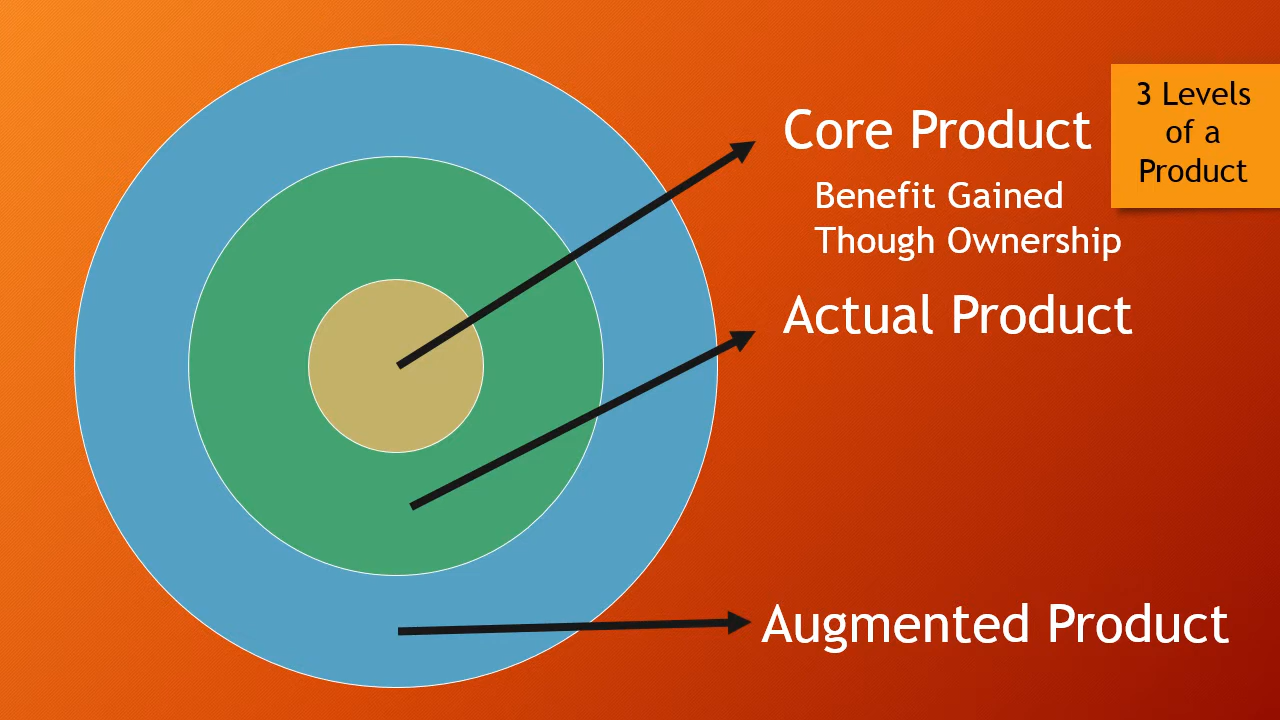 3 Levels
of a
Product
Core Product
Benefit Gained
Though Ownership
Actual Product
Augmented Product